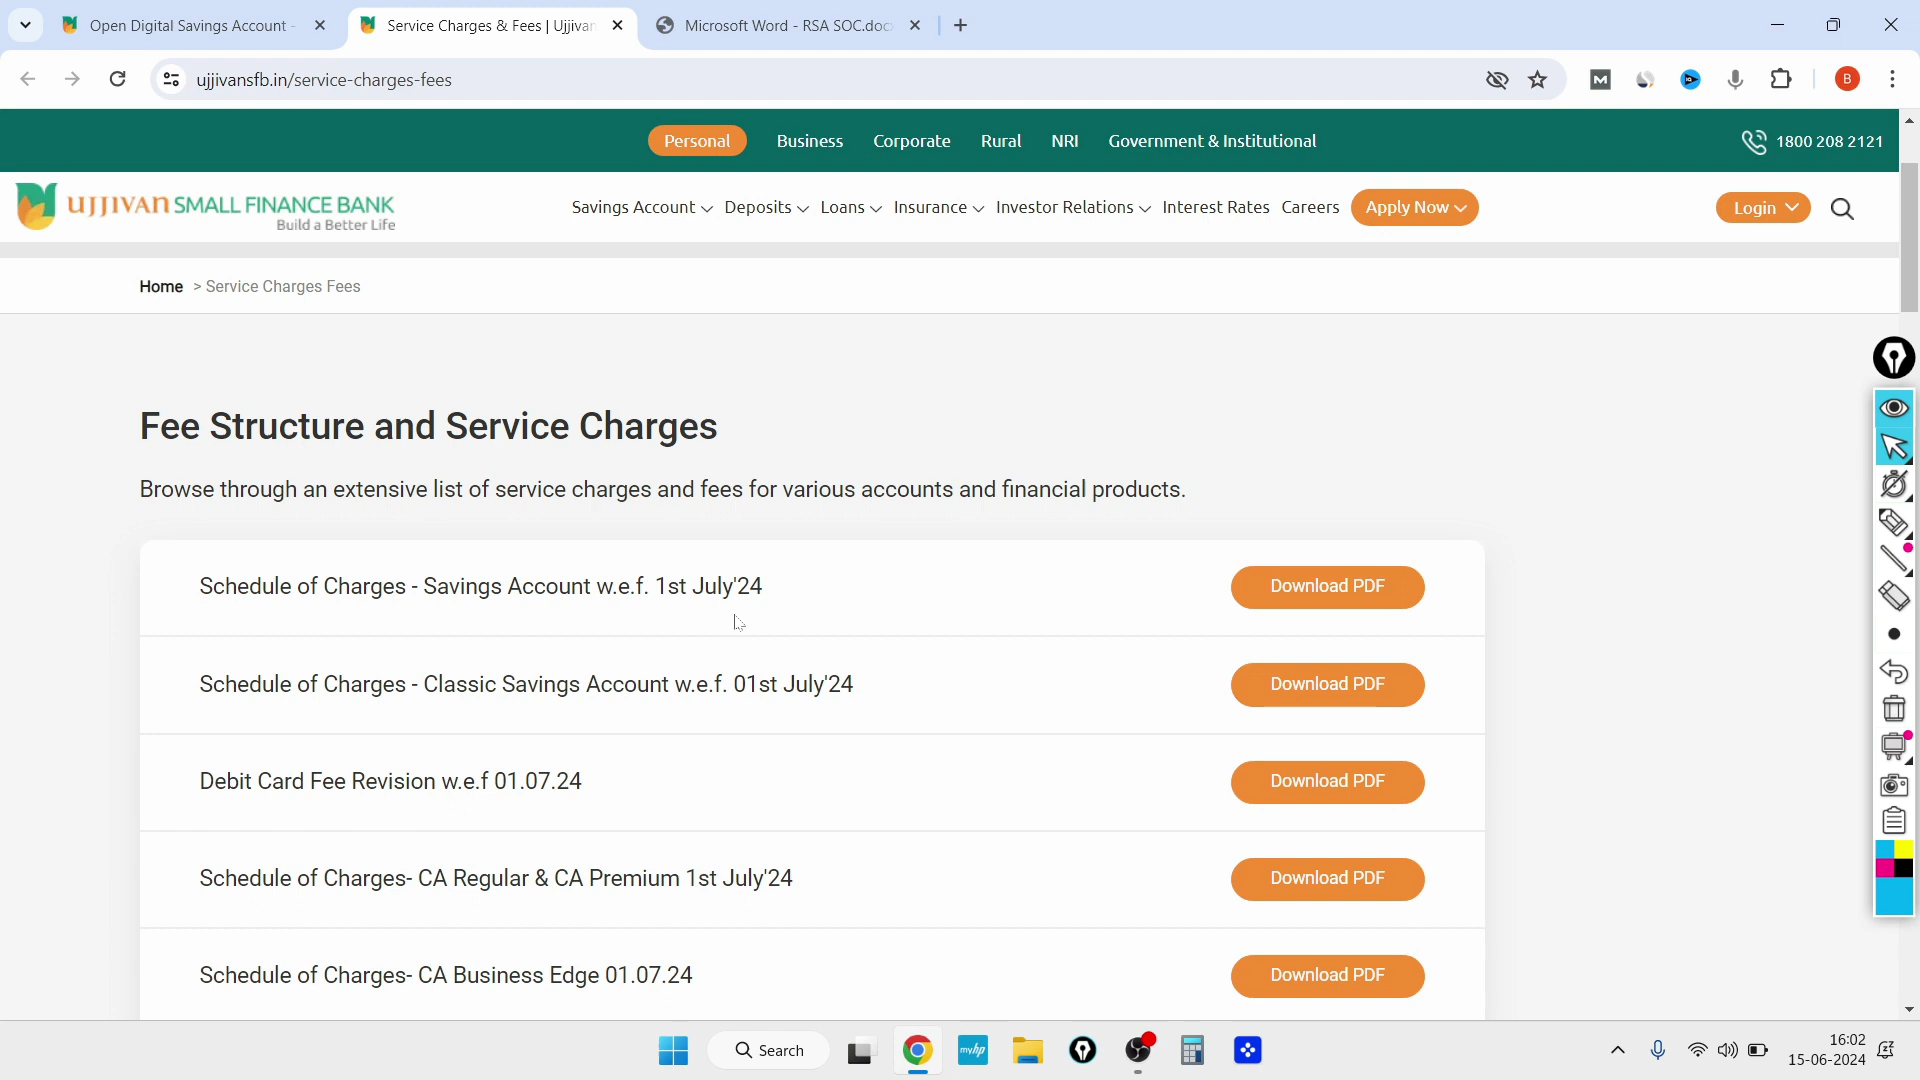 Open Digital Savings Account -
Service Charges & Fees | Ujjivan
Microsoft Word - RSA SOC.doc
ujjivansfb.in/service-charges-fees
M
B
Personal Business Corporate Rural NRI Government & Institutional 1800 208 2121
UJJIVAN SMALL FINANCE BANK
Build a Better Life
Savings Account Deposits Loans Insurance Investor Relations Interest Rates Careers Apply Now Login
Home > Service Charges Fees
Fee Structure and Service Charges
Browse through an extensive list of service charges and fees for various accounts and financial products.
Schedule of Charges - Savings Account w.e.f. 1st July'24 Download PDF
Schedule of Charges - Classic Savings Account w.e.f. 01st July'24 Download PDF
Debit Card Fee Revision w.e.f 01.07.24 Download PDF
Schedule of Charges- CA Regular & CA Premium 1st July'24 Download PDF
Schedule of Charges- CA Business Edge 01.07.24 Download PDF
Search
myhp
16:02
15-06-2024